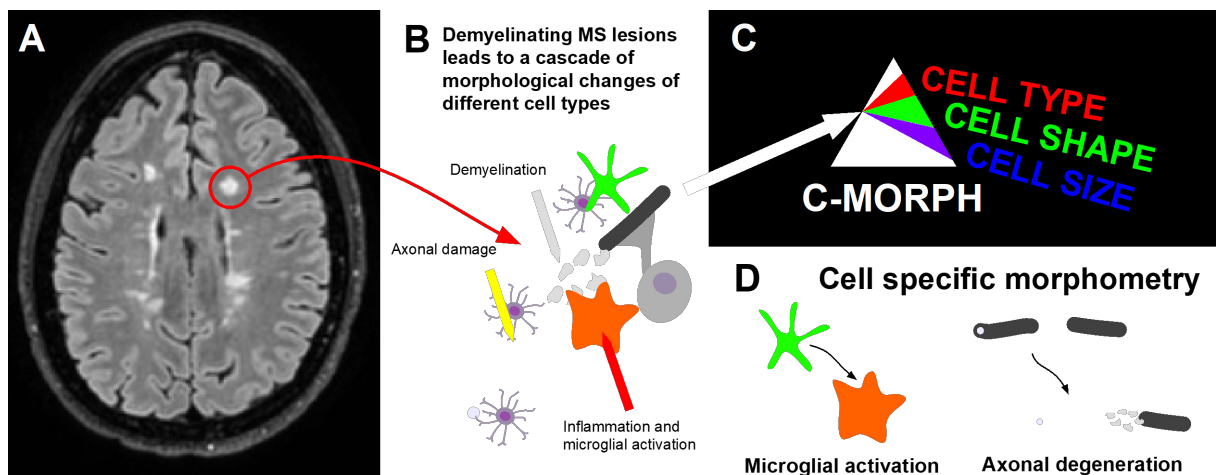 A
B
Demyelinating MS lesions
leads to a cascade of
morphological changes of
different cell types
Demyelination
Axonal damage
Inflammation and
microglial activation
C
CELL TYPE
CELL SHAPE
CELL SIZE
C-MORPH
D
Cell specific morphometry
Microglial activation
Axonal degeneration